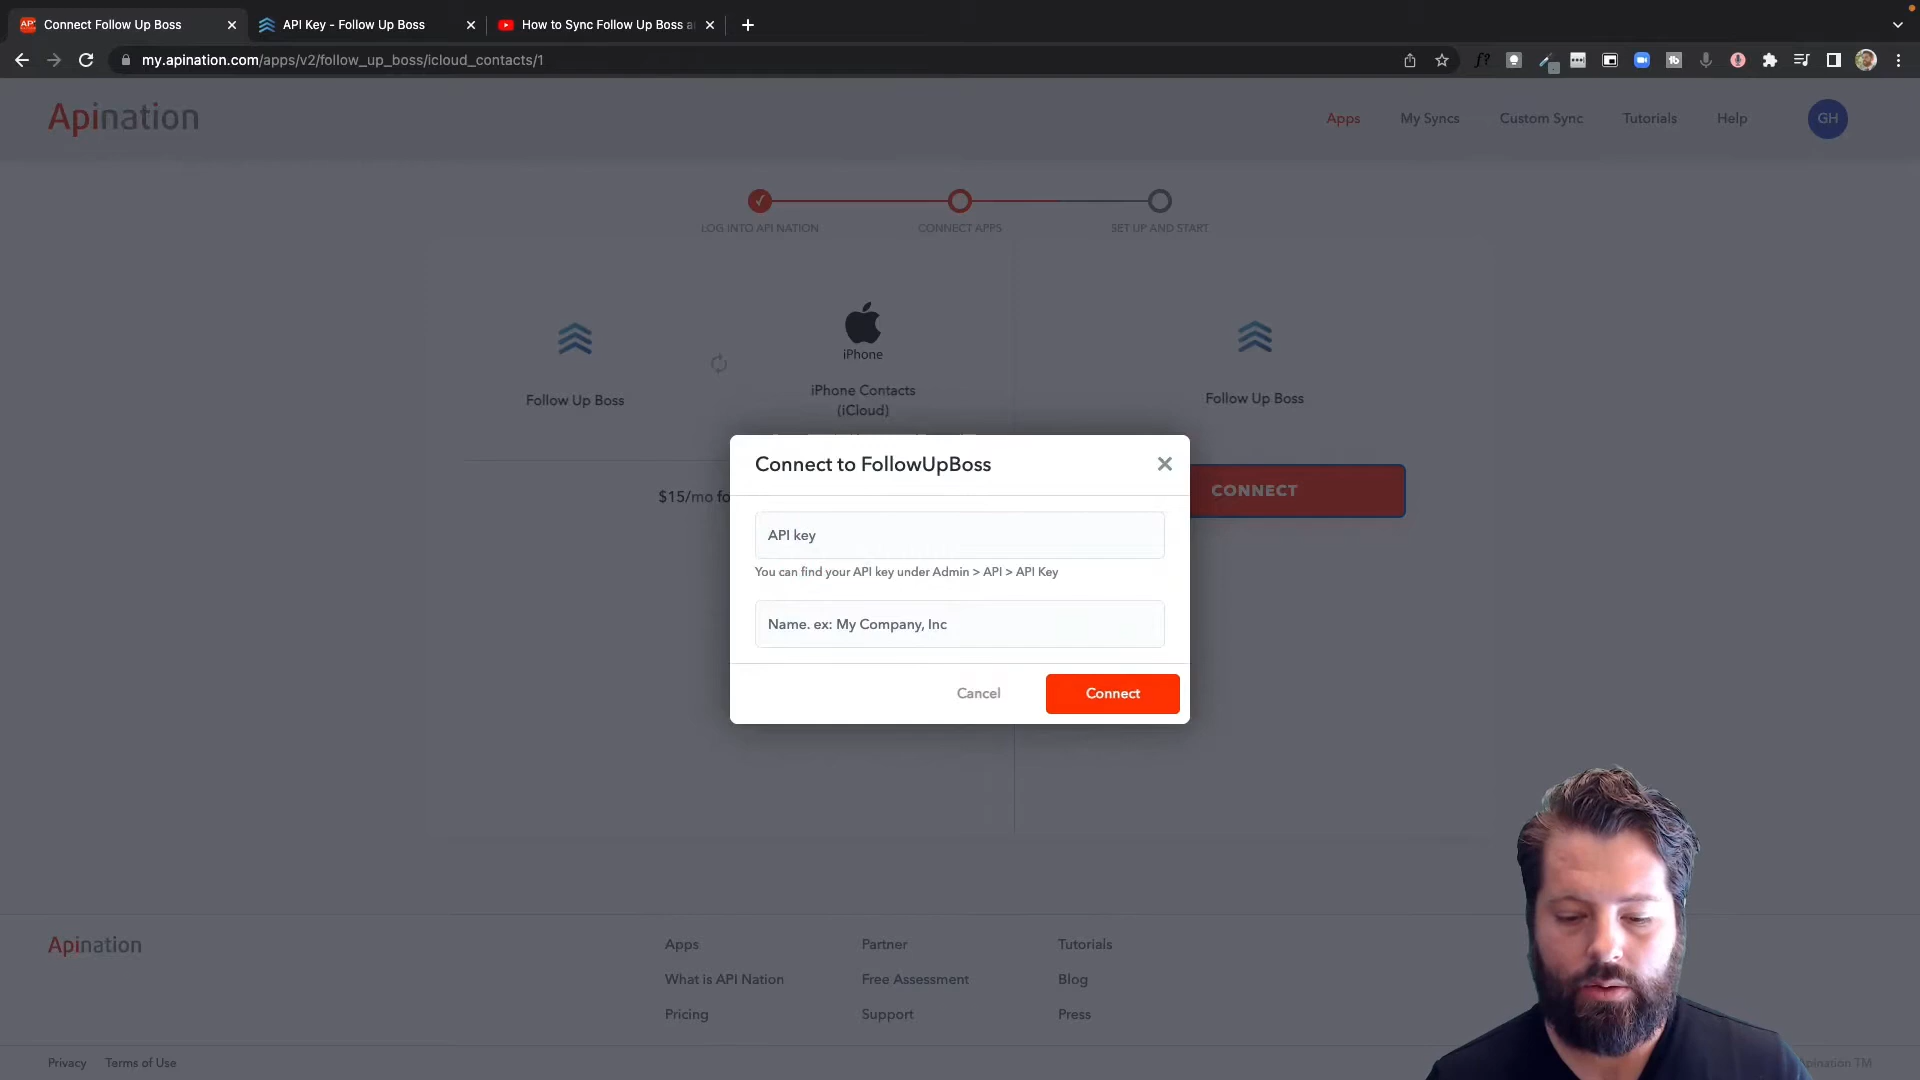 Connect Follow Up Boss
API Key - Follow Up Boss
How to Sync Follow Up Boss a
my.apination.com/apps/v2/follow_up_boss/icloud_contacts/1
Apination
Apps
My Syncs
Custom Sync
Tutorials
Help
GH
LOG INTO API NATION
CONNECT APPS
SET UP AND START
iPhone
Follow Up Boss
iPhone Contacts
(iCloud)
Follow Up Boss
$15/mo fo
CONNECT
Connect to FollowUpBoss
API key
You can find your API key under Admin > API > API Key
Name. ex: My Company, Inc
Cancel
Connect
Apination
Apps
Partner
Tutorials
What is API Nation
Free Assessment
Blog
Pricing
Support
Press
Privacy
Terms of Use
pination TM